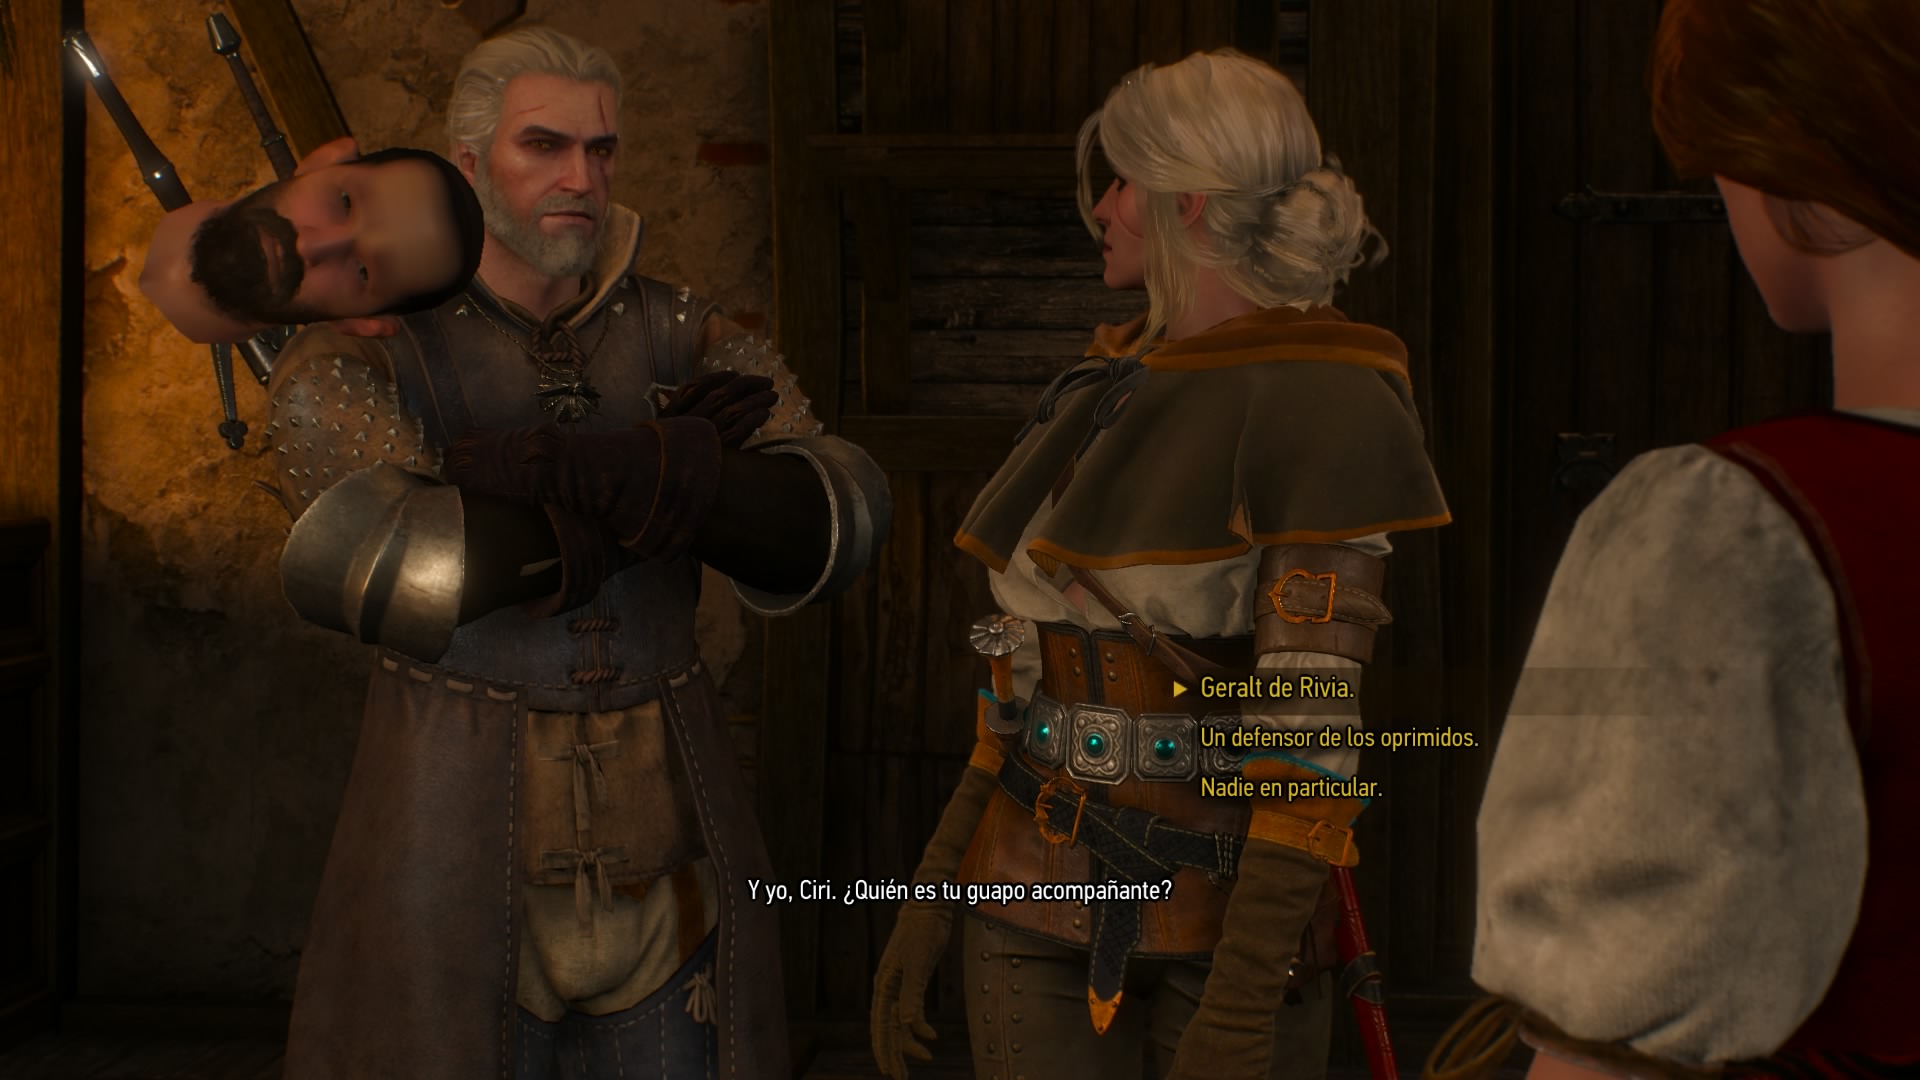 Geralt de Rivia.
Un defensor de los oprimidos.
Nadie en particular.
Y yo, Ciri. ¿Quién es tu guapo acompañante?